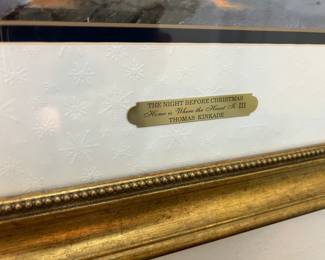 THE NIGHT BEFORE CHRISTMAS
Home is Where the Heart Is III
THOMAS KINKADE